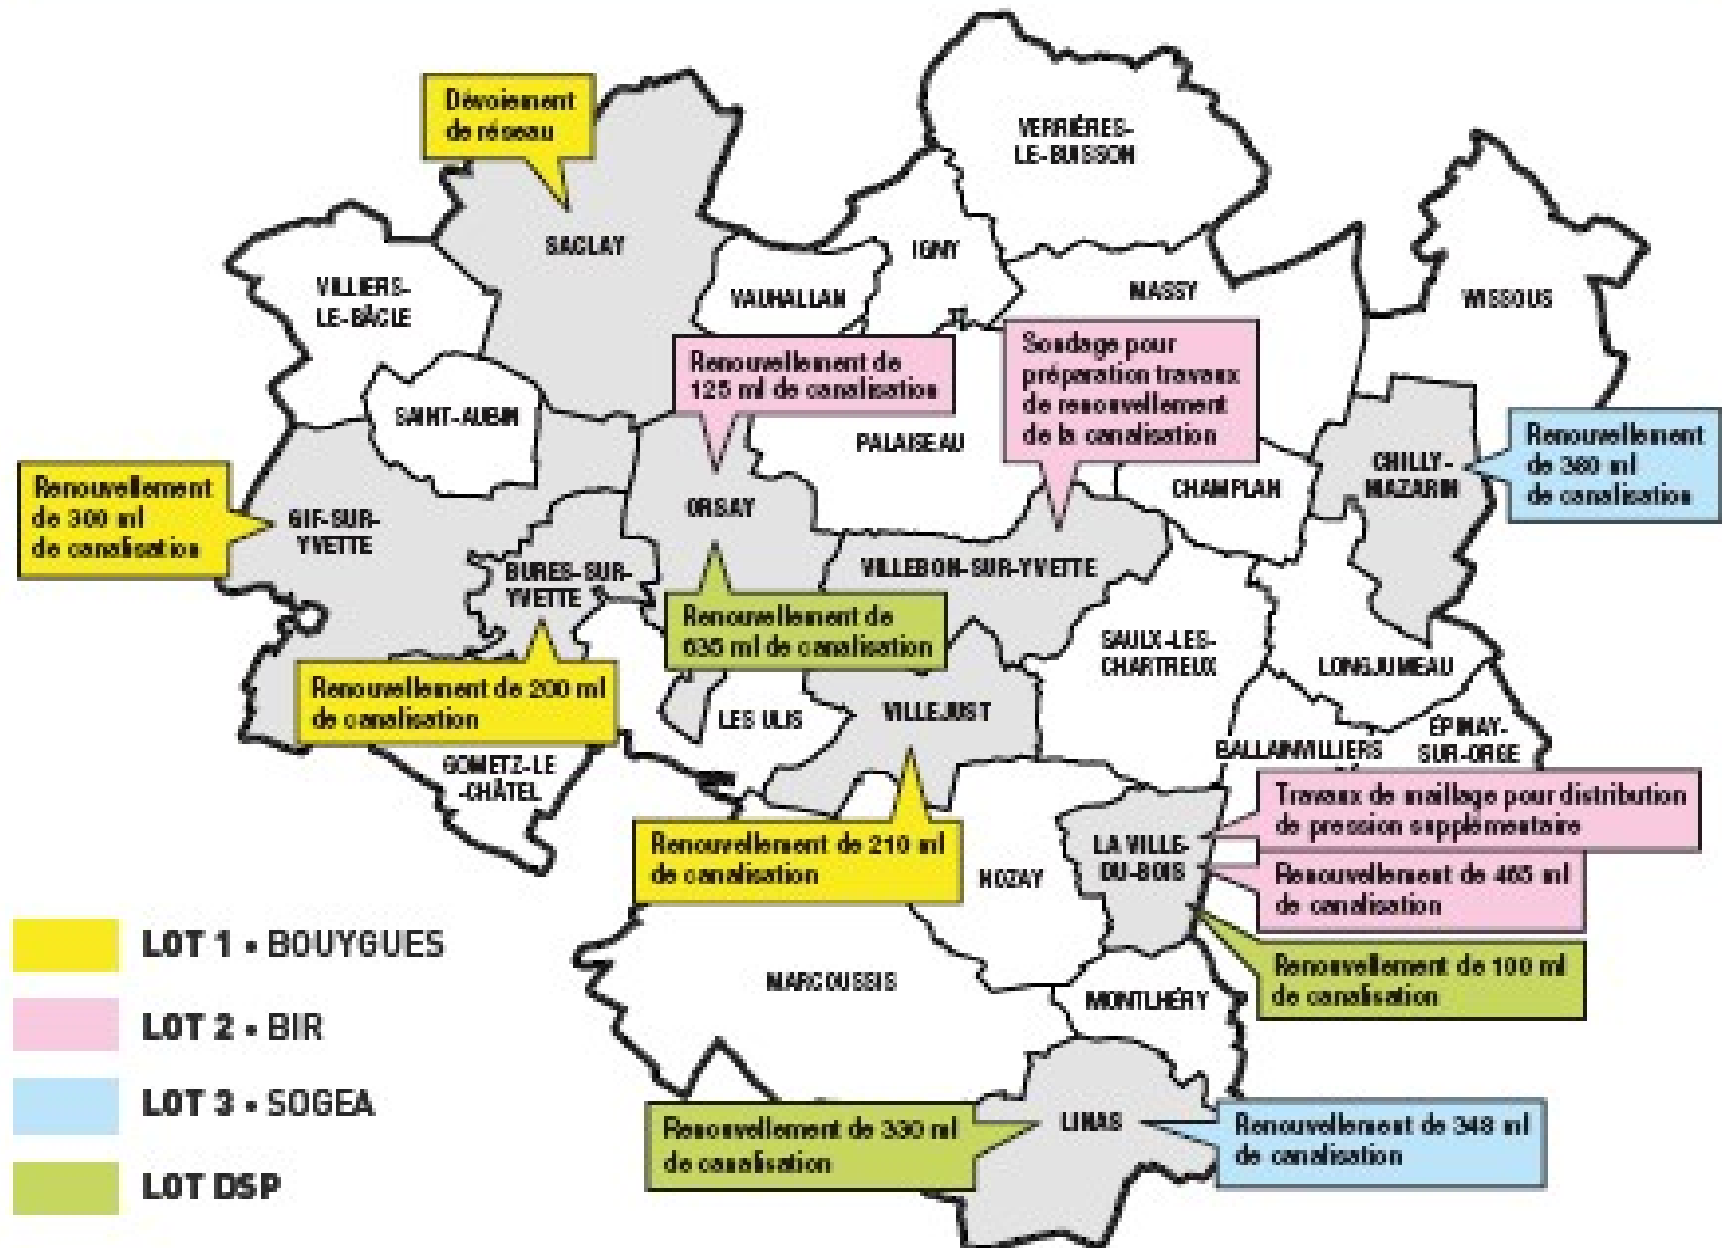 Dévoiement
de réseau
VERRIÈRES-
LE-BUISSON
SACLAY
IGNY
VILLIERS-
LE-BÂCLE
VAUHALLAN
MASSY
WISSOUS
Renouvellement de
125 ml de canalisation
Sondage pour
préparation travaux
de renouvellement
de la canalisation
SAINT-AUBIN
PALAISEAU
Renouvellement
de 380 ml
de canalisation
CHILLY-
MAZARIN
CHAMPLAN
Renouvellement
de 300 ml
de canalisation
GIF-SUR-
YVETTE
ORSAY
BURES-SUR-
YVETTE
VILLEBON-SUR-YVETTE
Renouvellement de
635 ml de canalisation
SAULX-LES-
CHARTREUX
LONGJUMEAU
Renouvellement de 200 ml
de canalisation
LES ULIS
VILLEJUST
BALLAINVILLIERS
ÉPINAY-
SUR-ORGE
GOMETZ-LE
-CHÂTEL
Travaux de maillage pour distribution
de pression supplémentaire
Renouvellement de 210 ml
de canalisation
NOZAY
LA VILLE-
DU-BOIS
Renouvellement de 465 ml
de canalisation
Renouvellement de 100 ml
de canalisation
MARCOUSSIS
MONTLHÉRY
LOT 1 • BOUYGUES
LOT 2 • BIR
LOT 3 • SOGEA
LOT DSP
Renouvellement de 330 ml
de canalisation
LINAS
Renouvellement de 348 ml
de canalisation